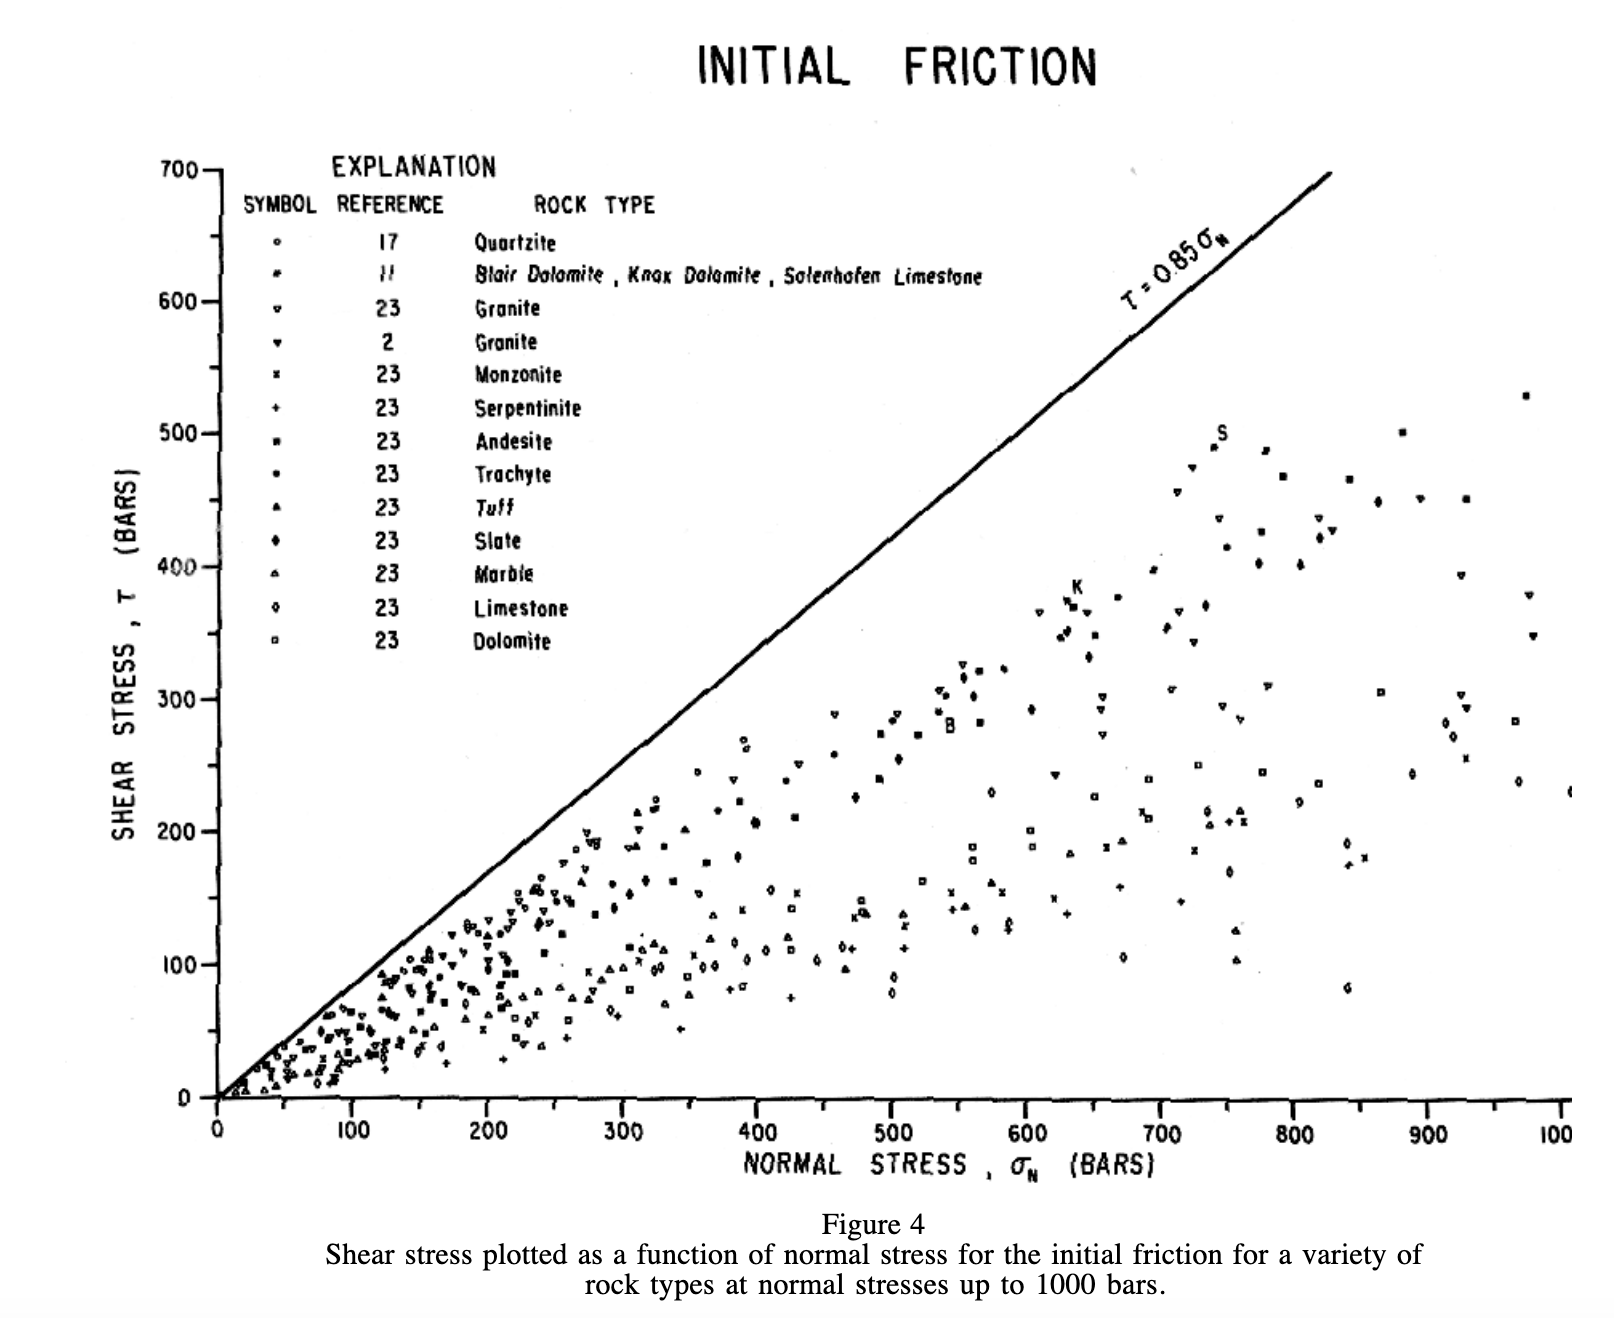 INITIAL FRICTION
EXPLANATION
SYMBOL REFERENCE ROCK TYPE
17 Quartzite
11 Blair Dolomite , Knox Dolomite , Solenhofen Limestone
23 Granite
2 Granite
23 Monzonite
23 Serpentinite
23 Andesite
23 Trachyte
23 Tuff
23 Slate
23 Marble
23 Limestone
23 Dolomite
τ = 0.85 σN
S
K
700
600
500
400
300
200
100
0
SHEAR STRESS , τ (BARS)
0 100 200 300 400 500 600 700 800 900 100
NORMAL STRESS , σN (BARS)
Figure 4
Shear stress plotted as a function of normal stress for the initial friction for a variety of
rock types at normal stresses up to 1000 bars.